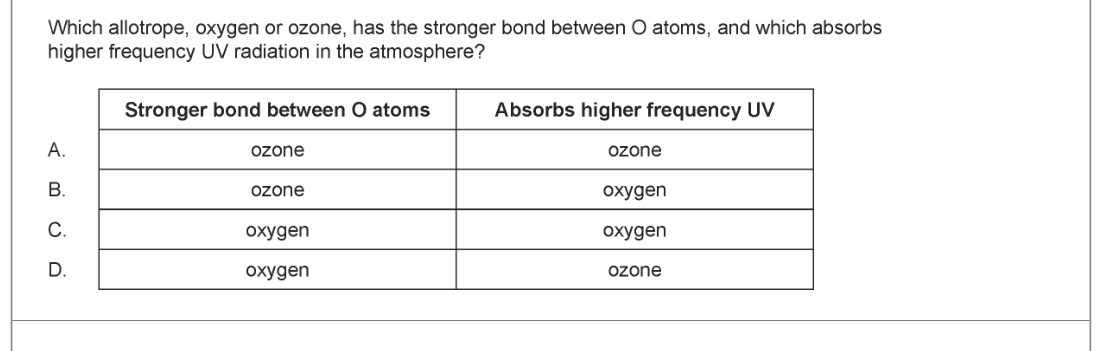 Which allotrope, oxygen or ozone, has the stronger bond between O atoms, and which absorbs
higher frequency UV radiation in the atmosphere?
Stronger bond between O atoms Absorbs higher frequency UV
A. ozone ozone
B. ozone oxygen
C. oxygen oxygen
D. oxygen ozone